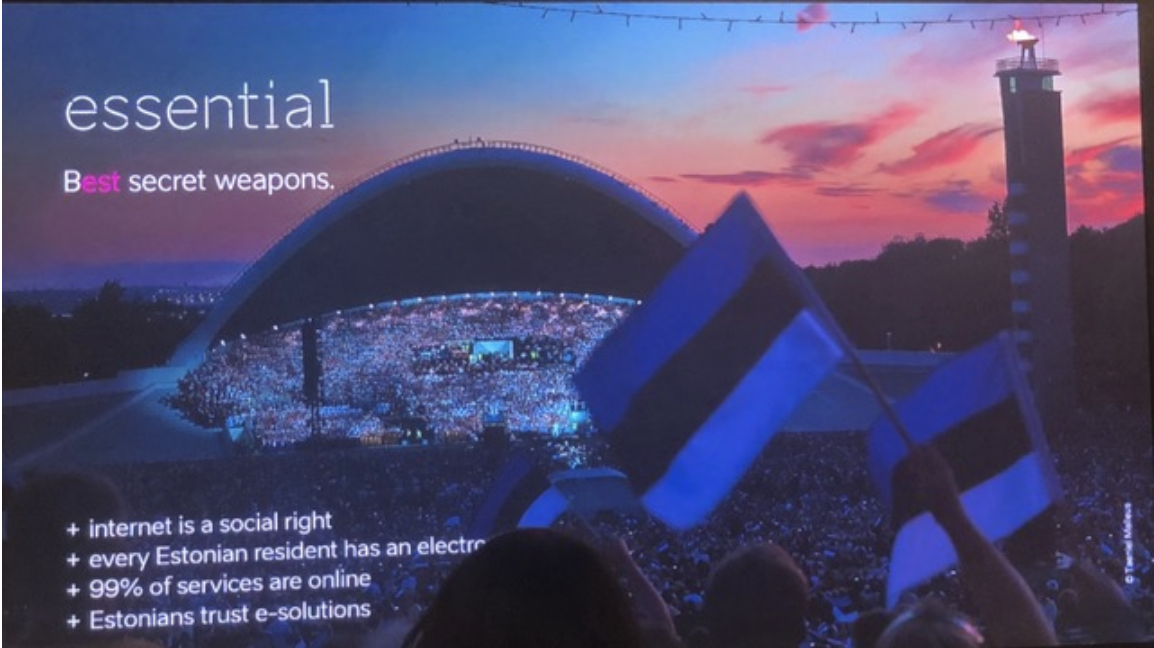 essential
Best secret weapons.
+ internet is a social right
+ every Estonian resident has an
+ 99% of services are online
+ Estonians trust e-solutions